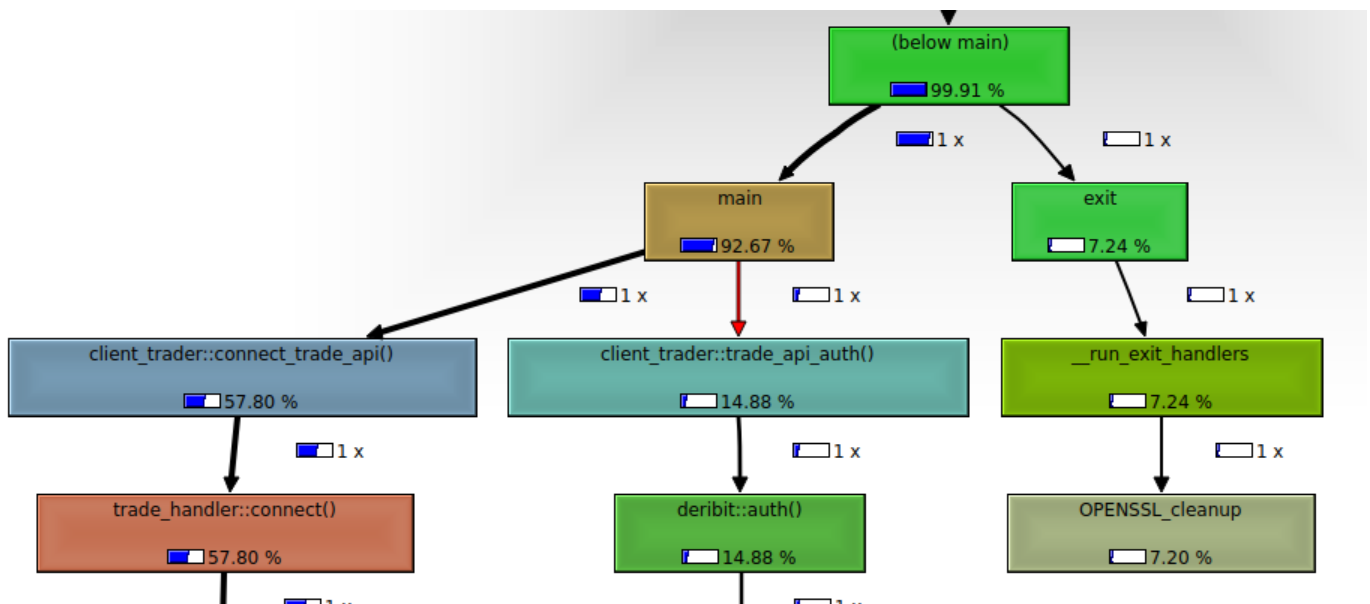 (below main)
99.91 %
1 x
1 x
main
92.67 %
exit
7.24 %
1 x
1 x
1 x
client_trader::connect_trade_api()
57.80 %
client_trader::trade_api_auth()
14.88 %
__run_exit_handlers
7.24 %
1 x
1 x
1 x
trade_handler::connect()
57.80 %
deribit::auth()
14.88 %
OPENSSL_cleanup
7.20 %
1 x
1 x